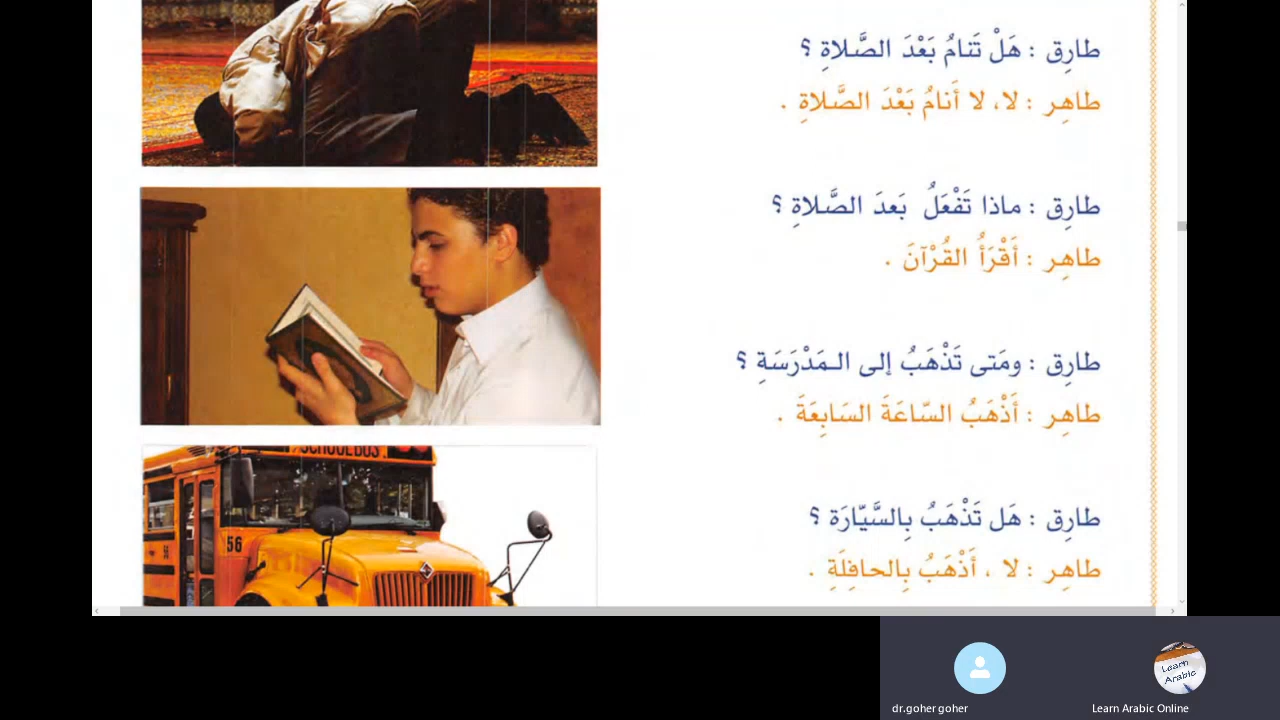 طارِق : هَلْ تَنامُ بَعْدَ الصَّلاةِ ؟
طاهِر : لا، لا أَنامُ بَعْدَ الصَّلاةِ .
طارِق : ماذا تَفْعَلُ بَعدَ الصَّلاةِ ؟
طاهِر : أَقْرَأُ القُرْآنَ .
طارِق : ومَتى تَذْهَبُ إلى الـمَدْرَسَةِ ؟
طاهِر : أَذْهَبُ السّاعَةَ السَابِعَةَ .
طارِق : هَل تَذْهَبُ بِالسَّيّارَة ؟
طاهِر : لا ، أَذْهَبُ بِالحافِلَةِ .
SCHOOL BUS
56
56
Learn Arabic
dr.goher goher
Learn Arabic Online